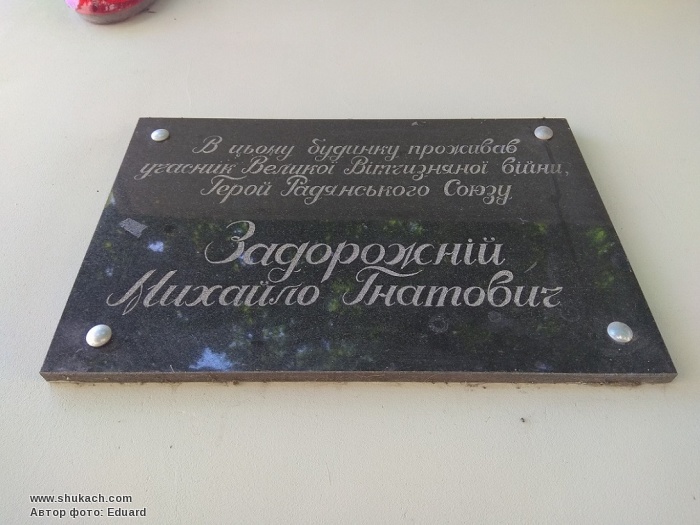 В цьому будинку проживав
учасник Великої Вітчизняної війни,
Герой Радянського Союзу
Задорожній
Михайло Гнатович
www.shukach.com
Автор фото: Eduard